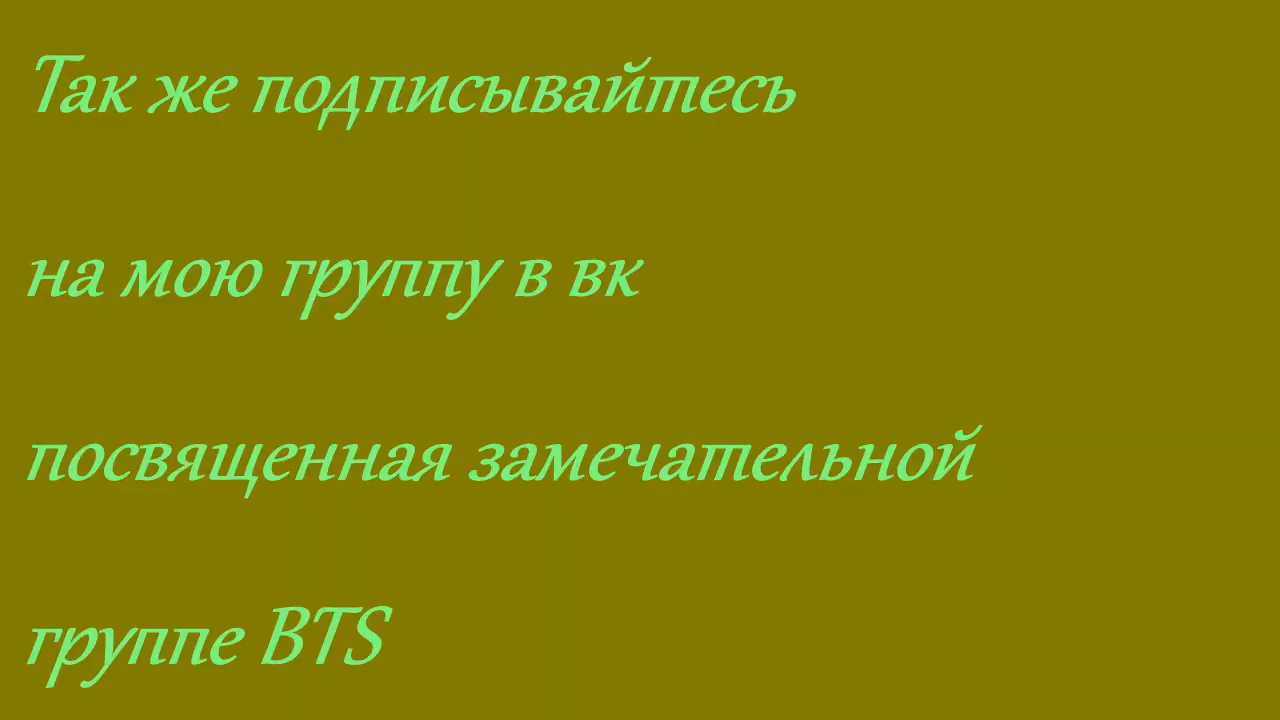 Так же подписывайтесь
на мою группу в вк
посвященная замечательной
группе BTS